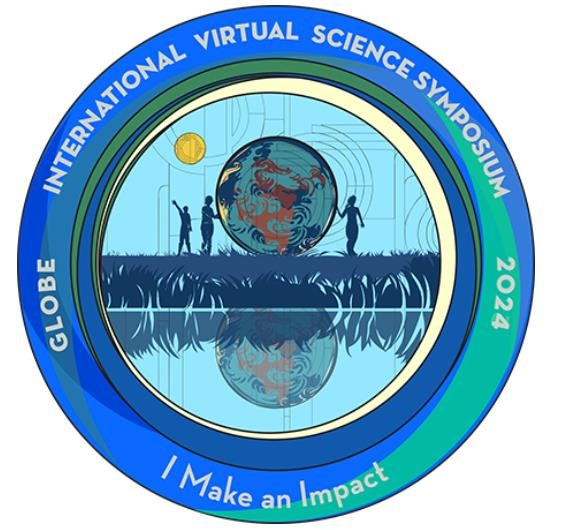 GLOBE INTERNATIONAL VIRTUAL SCIENCE SYMPOSIUM 2024
I Make an Impact